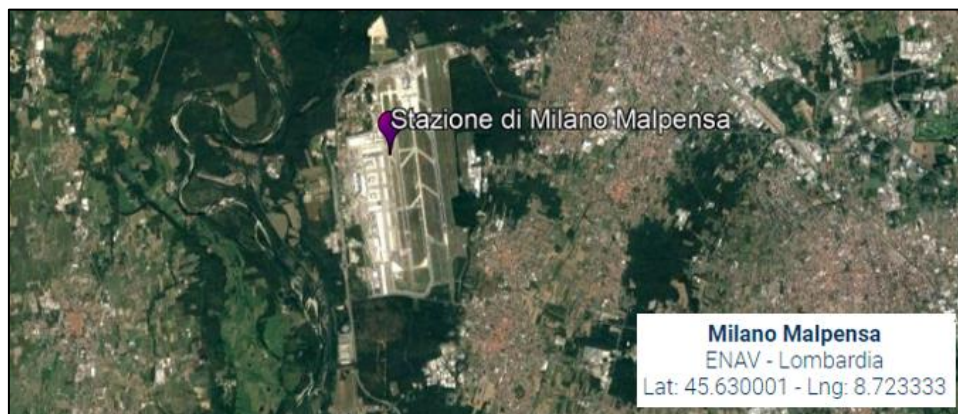 Stazione di Milano Malpensa
Milano Malpensa
ENAV - Lombardia
Lat: 45.630001 - Lng: 8.723333